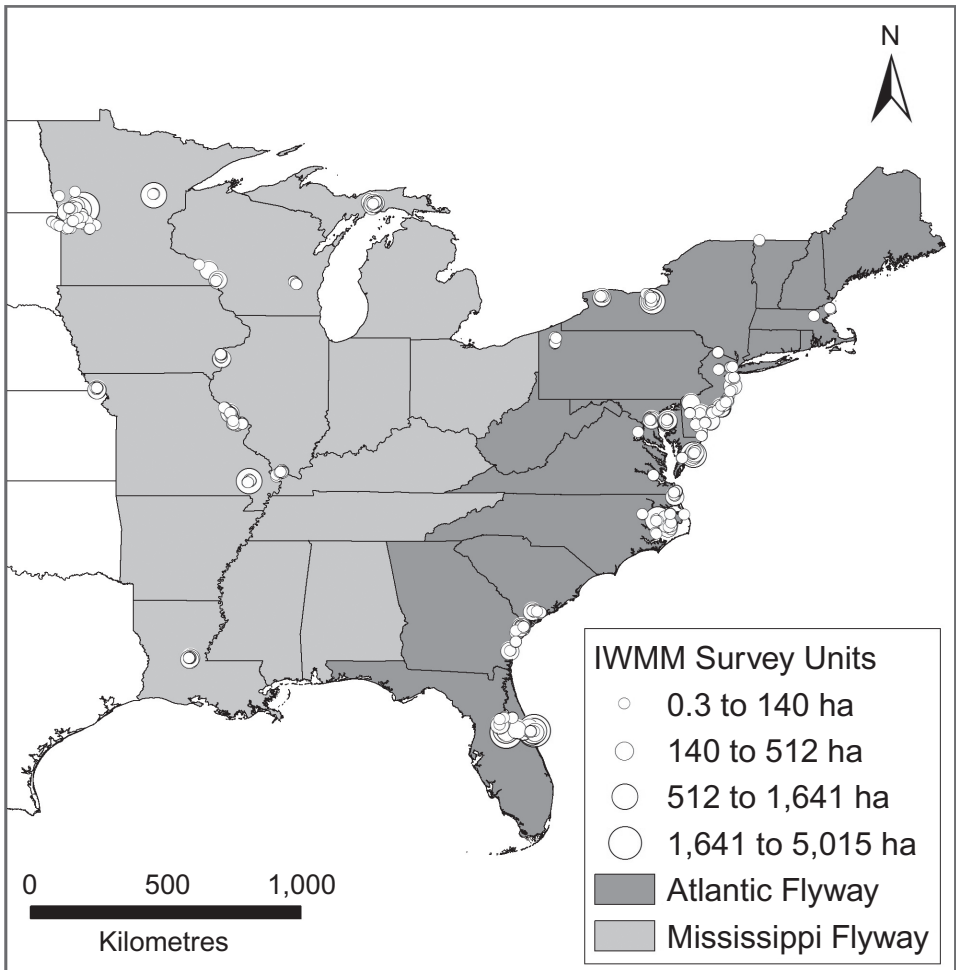 N
IWMM Survey Units
0.3 to 140 ha
140 to 512 ha
512 to 1,641 ha
1,641 to 5,015 ha
Atlantic Flyway
Mississippi Flyway
0 500 1,000
Kilometres